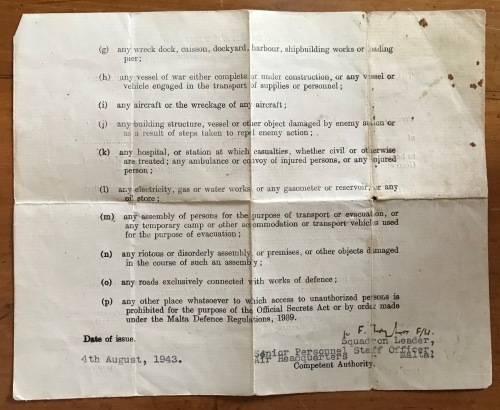 (g) any wreck dock, caisson, dockyard, harbour, shipbuilding works or loading
pier;
(h) any vessel of war either complete or under construction, or any vessel or
vehicle engaged in the transport of supplies or personnel;
(i) any aircraft or the wreckage of any aircraft;
(j) any building structure, vessel or other object damaged by enemy action or
as a result of steps taken to repel enemy action;
(k) any hospital, or station at which casualties, whether civil or otherwise
are treated; any ambulance or convoy of injured persons, or any injured
person;
(l) any electricity, gas or water works, or any gasometer or reservoir, or any
oil store;
(m) any assembly of persons for the purpose of transport or evacuation, or
any temporary camp or other accommodation or transport vehicles used
for the purpose of evacuation;
(n) any riotous or disorderly assembly, or premises, or other objects damaged
in the course of such an assembly;
(o) any roads exclusively connected with works of defence;
(p) any other place whatsoever to which access to unauthorized persons is
prohibited for the purpose of the Official Secrets Act or by order made
under the Malta Defence Regulations, 1939.
Date of issue.
F/Lt.
Squadron Leader,
4th August, 1943.
Senior Personnel Staff Officer,
Air Headquarters Malta.
Competent Authority.